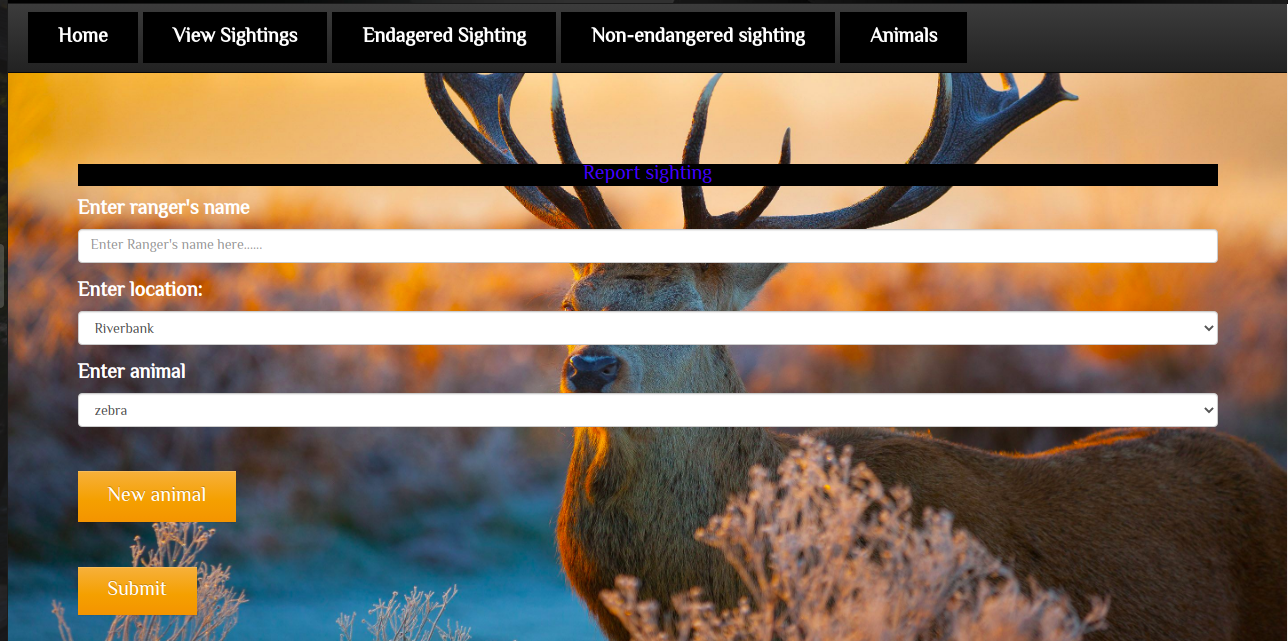 Home View Sightings Endagered Sighting Non-endangered sighting Animals
Report sighting
Enter ranger's name
Enter Ranger's name here......
Enter location:
Riverbank
Enter animal
zebra
New animal
Submit